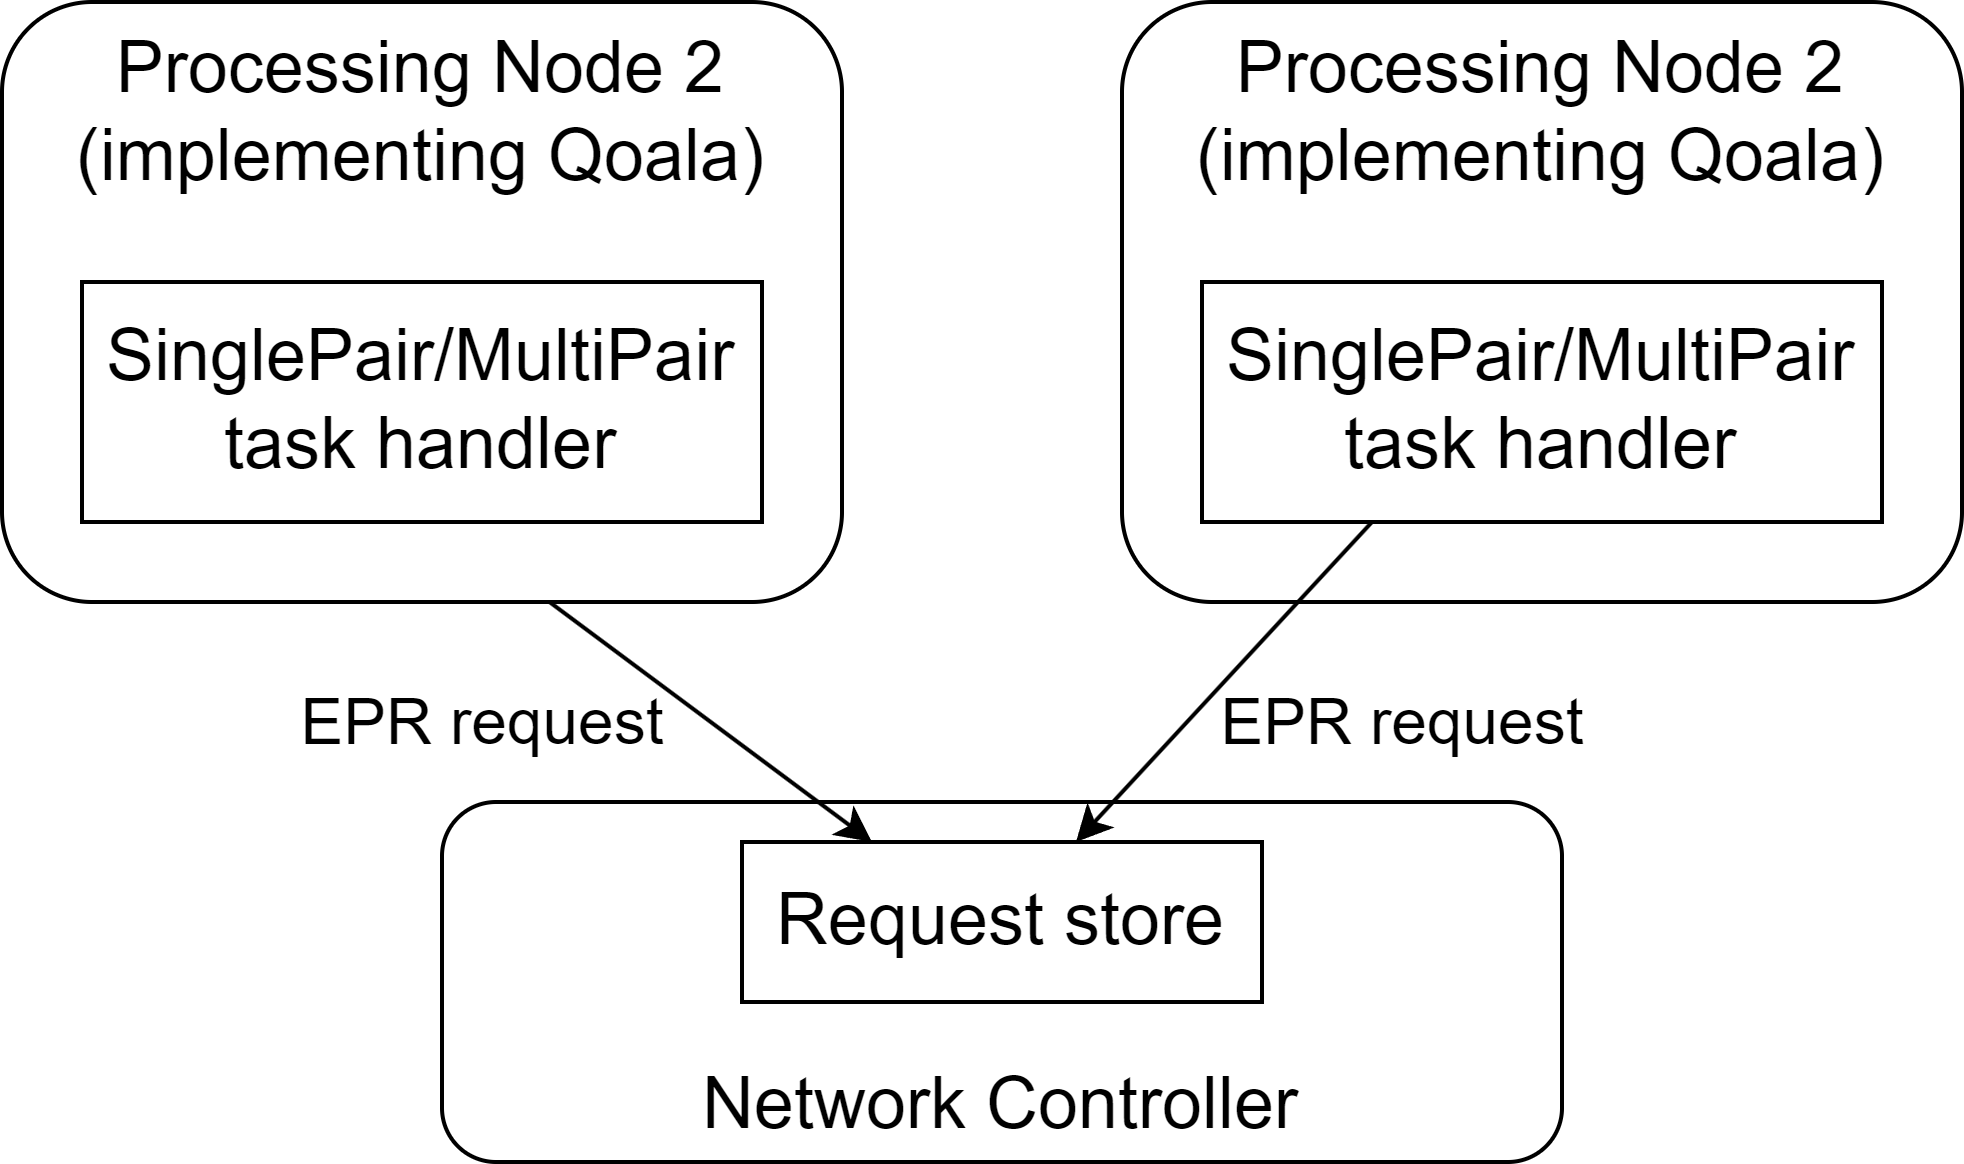 Processing Node 2
(implementing Qoala)
SinglePair/MultiPair
task handler
Processing Node 2
(implementing Qoala)
SinglePair/MultiPair
task handler
EPR request
EPR request
Request store
Network Controller